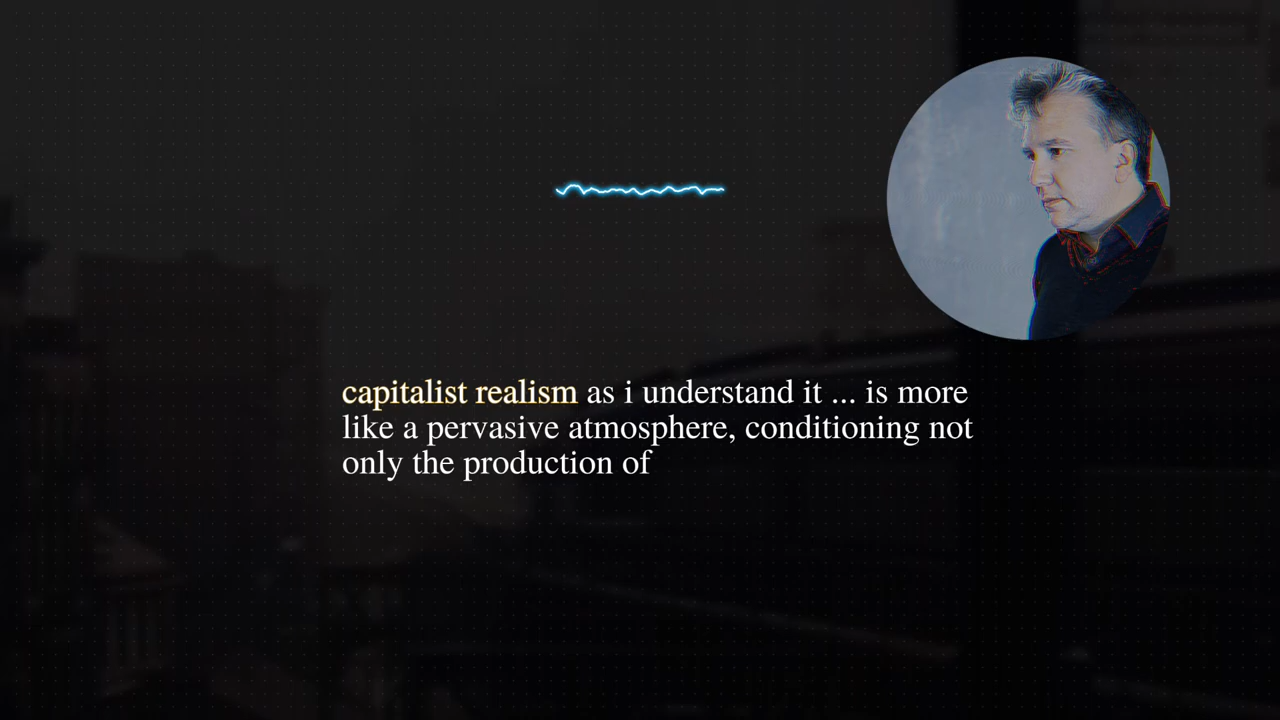 capitalist realism as i understand it ... is more
like a pervasive atmosphere, conditioning not
only the production of